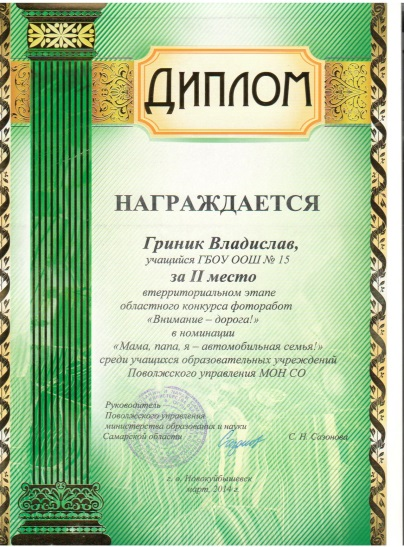 ДИПЛОМ
НАГРАЖДАЕТСЯ
Гриник Владислав,
учащийся ГБОУ ООШ № 15
за II место
втерриториальном этапе
областного конкурса фоторабот
«Внимание – дорога!»
в номинации
«Мама, папа, я – автомобильная семья!»
среди учащихся образовательных учреждений
Поволжского управления МОН СО
Руководитель
Поволжского управления
министерства образования и науки
Самарской области
С. Н. Сазонова
г. о. Новокуйбышевск
март, 2014 г